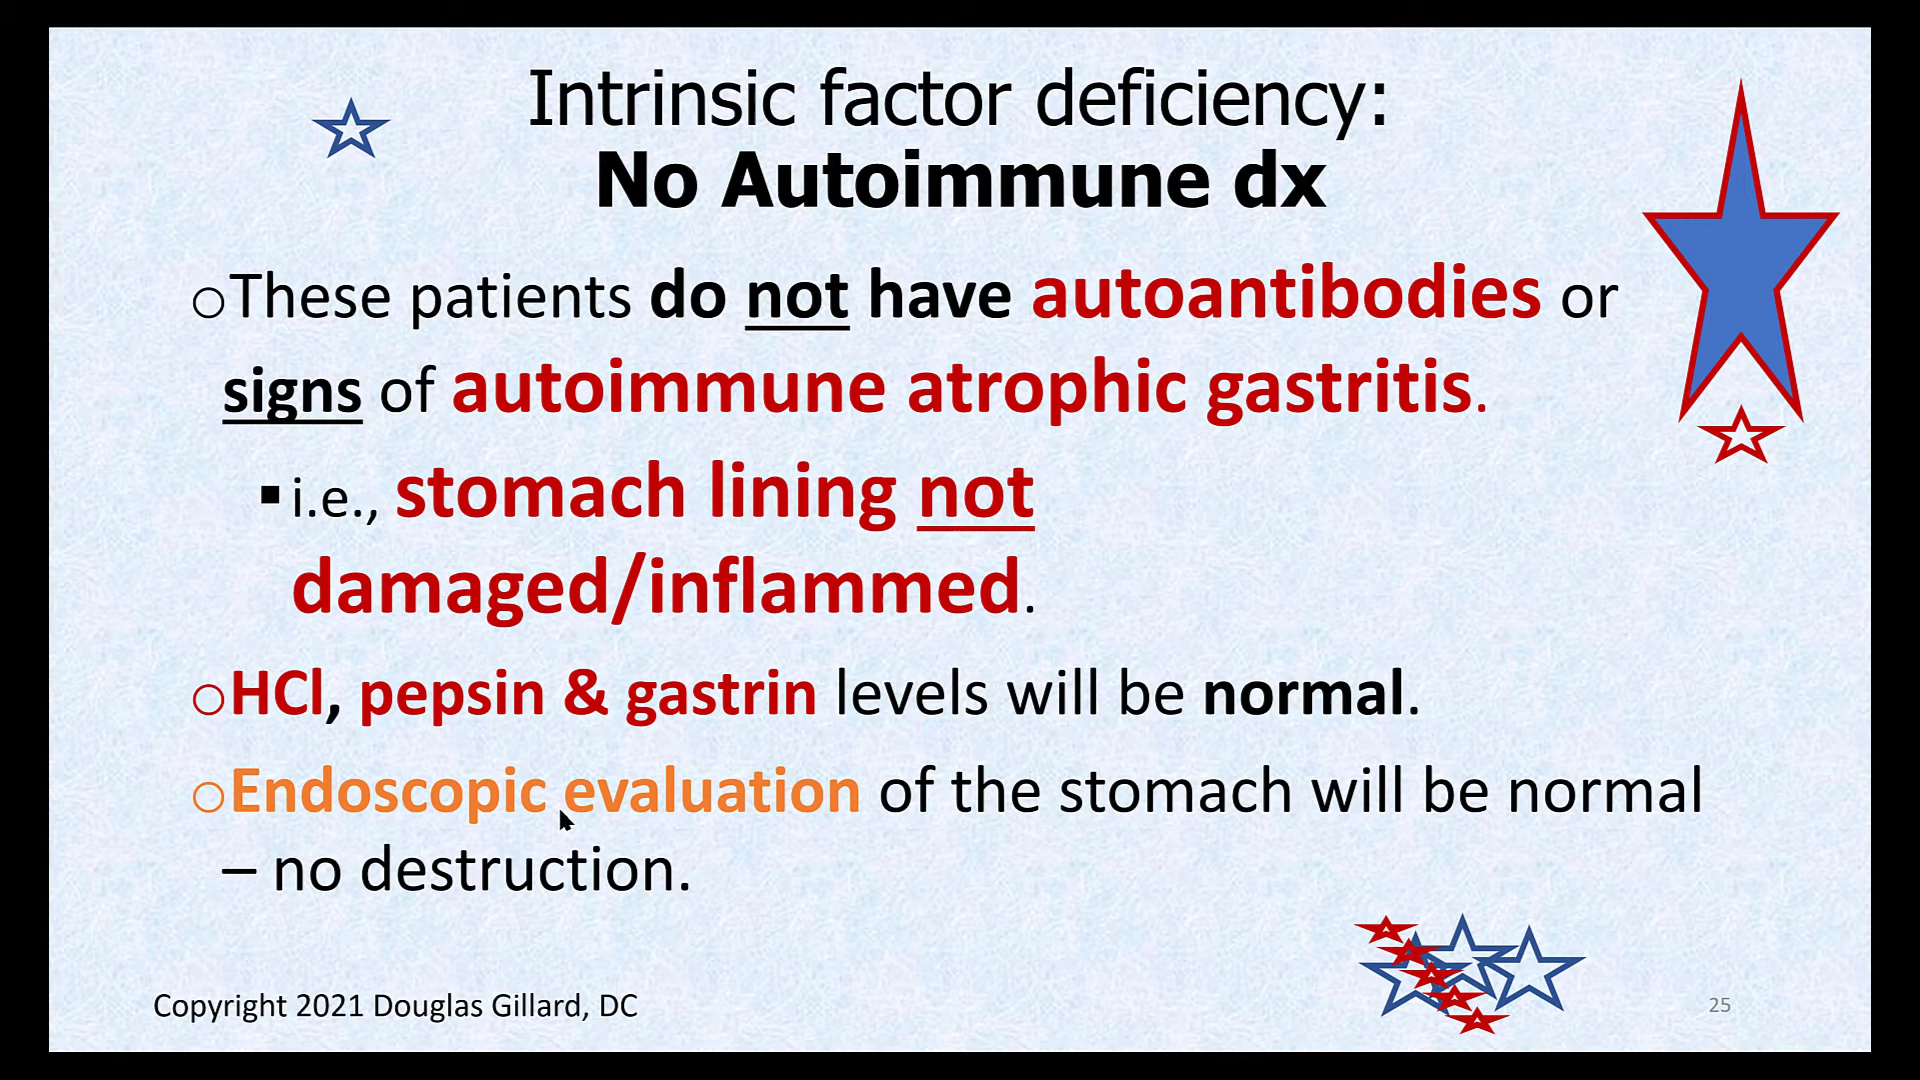 Intrinsic factor deficiency:
No Autoimmune dx
○These patients do not have autoantibodies or
signs of autoimmune atrophic gastritis.
▪i.e., stomach lining not
damaged/inflammed.
○HCl, pepsin & gastrin levels will be normal.
○Endoscopic evaluation of the stomach will be normal
– no destruction.
Copyright 2021 Douglas Gillard, DC
25